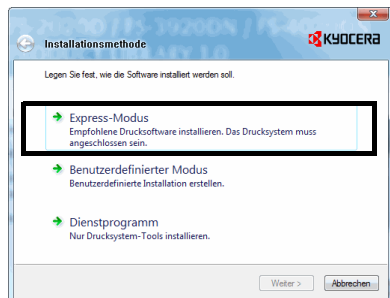 Installationsmethode
KYOCERA
Legen Sie fest, wie die Software installiert werden soll.
Express-Modus
Empfohlene Drucksoftware installieren. Das Drucksystem muss
angeschlossen sein.
Benutzerdefinierter Modus
Benutzerdefinierte Installation erstellen.
Dienstprogramm
Nur Drucksystem-Tools installieren.
Weiter >
Abbrechen